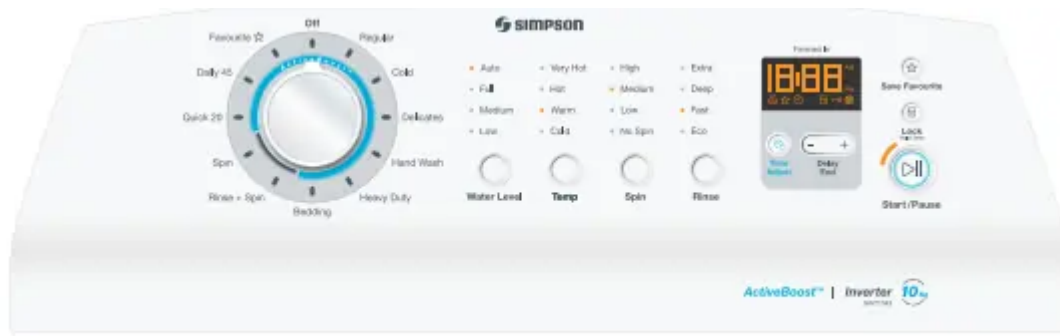 SIMPSON
Off
Favourite ☆
Regular
Daily 45
Cold
Quick 20
Delicates
Spin
Hand Wash
Rinse + Spin
Heavy Duty
Bedding
Auto
Full
Medium
Low
Water Level
Very Hot
Hot
Warm
Cold
Temp
High
Medium
Low
No Spin
Spin
Extra
Deep
Fast
Eco
Rinse
18:88
- +
Delay
End
Save Favourite
Lock
Start/Pause
ActiveBoost™ | Inverter 10kg